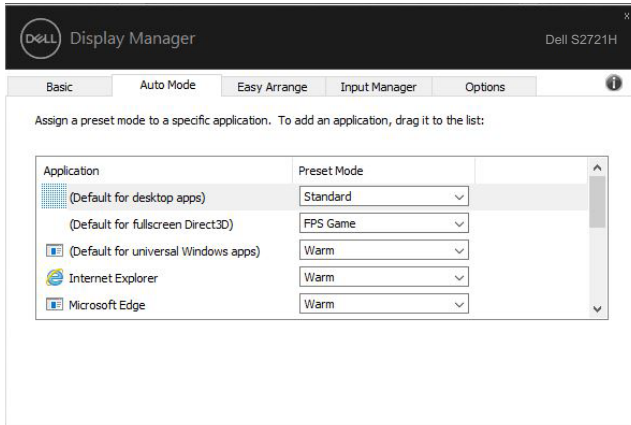 x
DELL Display Manager Dell S2721H
Basic Auto Mode Easy Arrange Input Manager Options
Assign a preset mode to a specific application. To add an application, drag it to the list:
Application Preset Mode
(Default for desktop apps) Standard
(Default for fullscreen Direct3D) FPS Game
(Default for universal Windows apps) Warm
Internet Explorer Warm
Microsoft Edge Warm